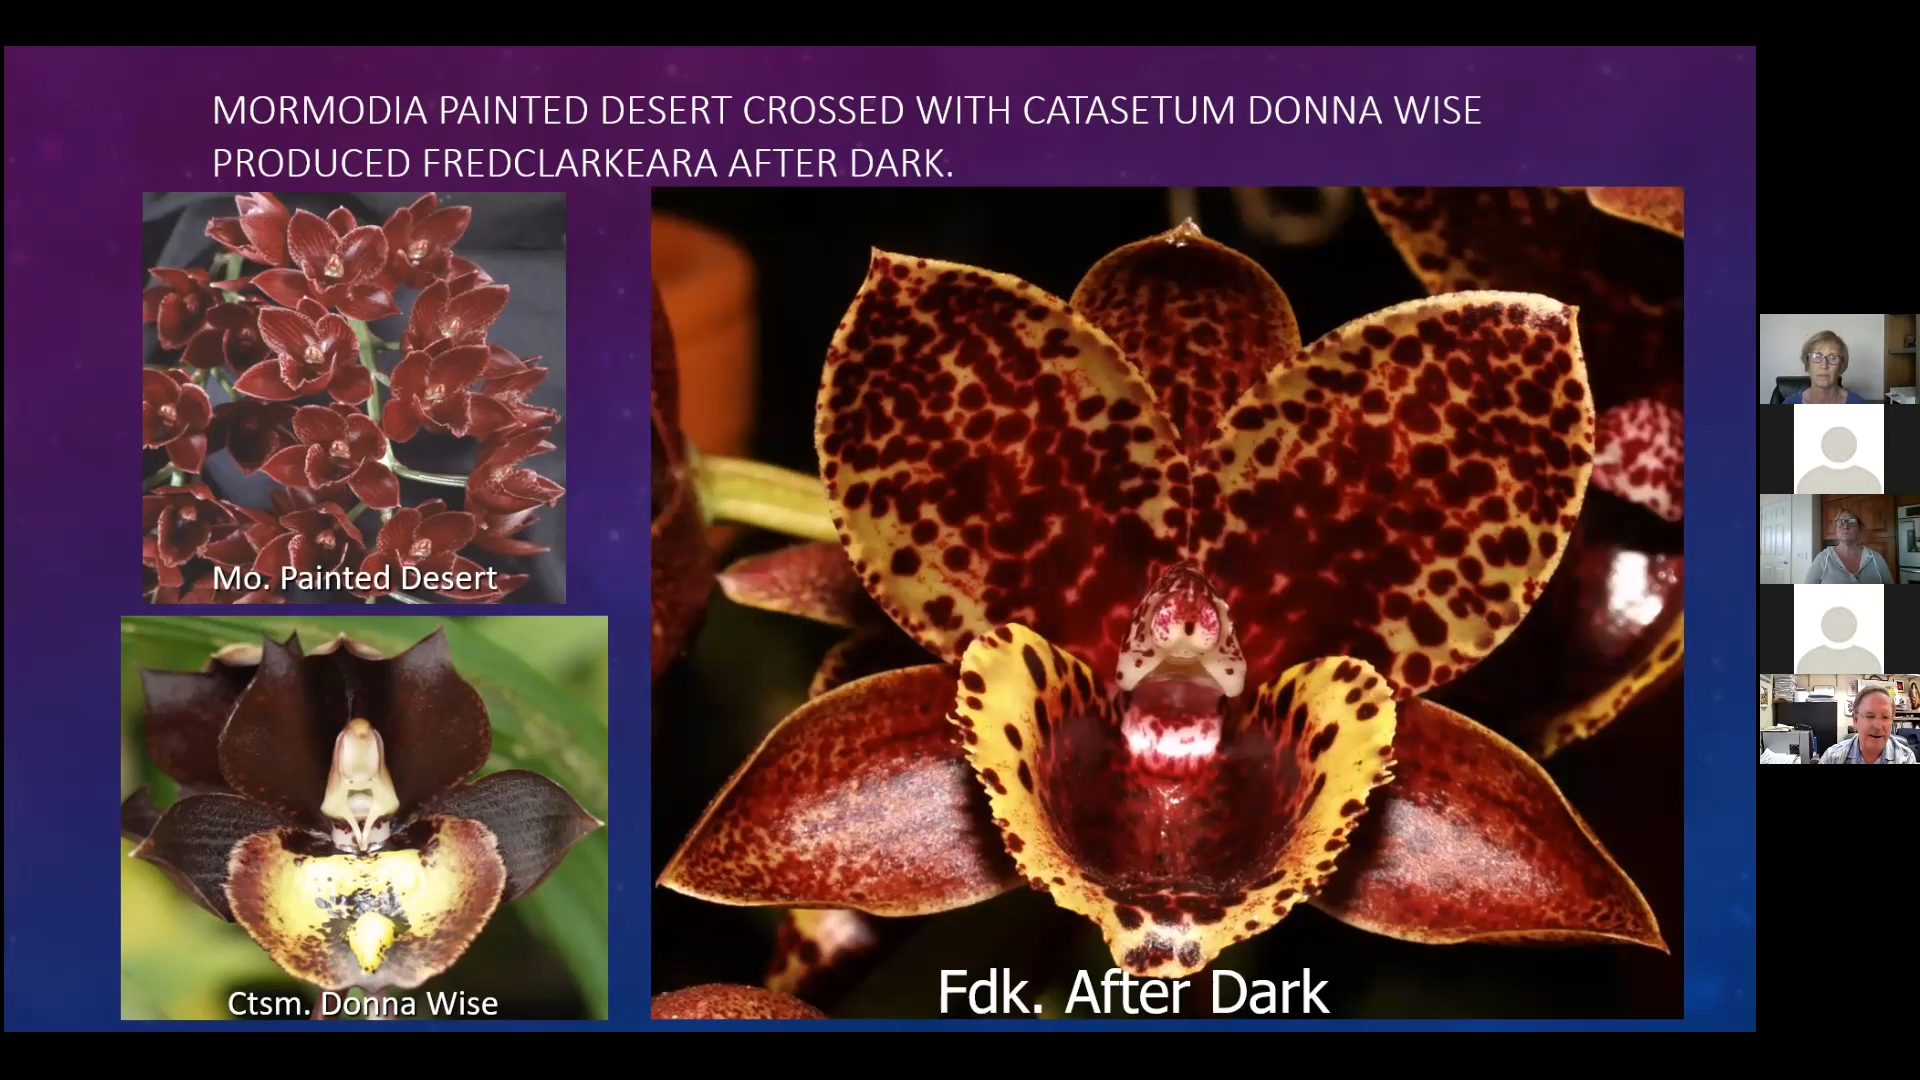 MORMODIA PAINTED DESERT CROSSED WITH CATASETUM DONNA WISE
PRODUCED FREDCLARKEARA AFTER DARK.
Mo. Painted Desert
Ctsm. Donna Wise
Fdk. After Dark